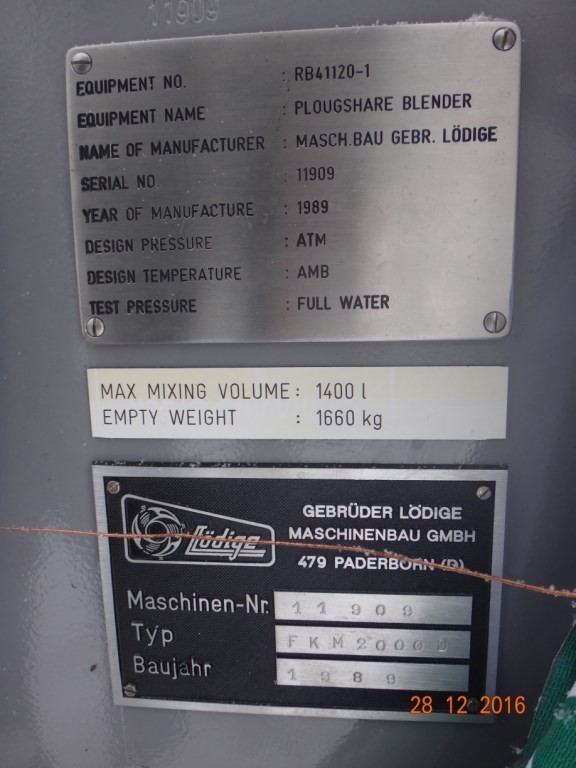 11909
EQUIPMENT NO. : RB41120-1
EQUIPMENT NAME : PLOUGSHARE BLENDER
NAME OF MANUFACTURER : MASCH.BAU GEBR. LÖDIGE
SERIAL NO. : 11909
YEAR OF MANUFACTURE : 1989
DESIGN PRESSURE : ATM
DESIGN TEMPERATURE : AMB
TEST PRESSURE : FULL WATER
MAX MIXING VOLUME : 1400 l
EMPTY WEIGHT : 1660 kg
GEBRÜDER LÖDIGE
Lödige
MASCHINENBAU GMBH
479 PADERBORN (D)
Maschinen-Nr. 11909
Typ FKM2000D
Baujahr 1989
28 12 2016